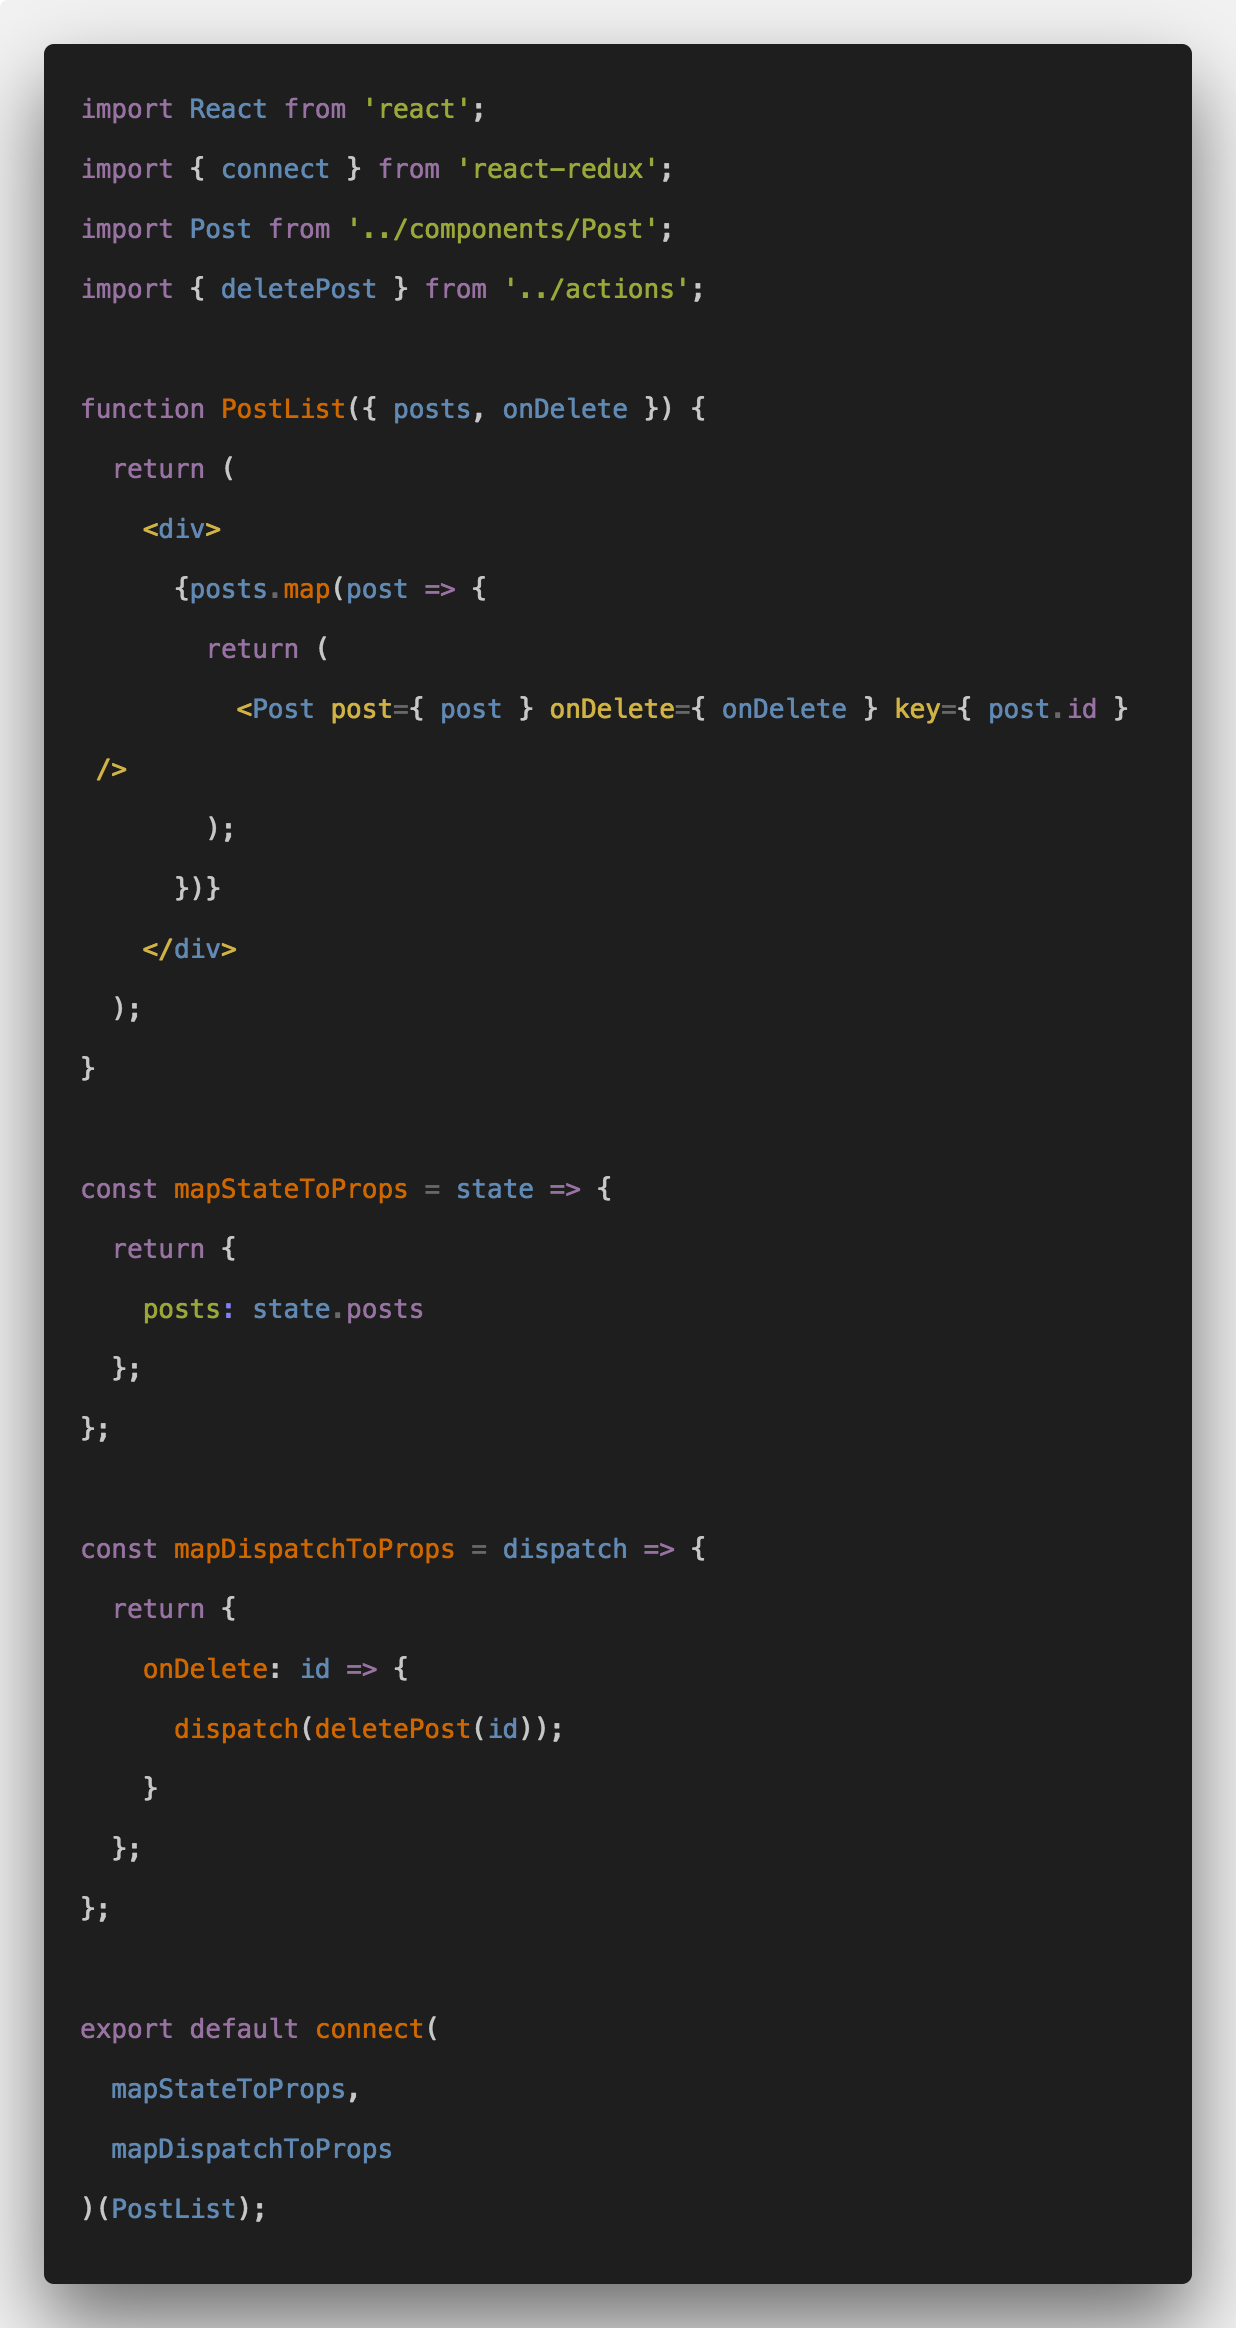 import React from 'react';
import { connect } from 'react-redux';
import Post from '../components/Post';
import { deletePost } from '../actions';

function PostList({ posts, onDelete }) {
  return (
    <div>
      {posts.map(post => {
        return (
          <Post post={ post } onDelete={ onDelete } key={ post.id }
 />
        );
      })}
    </div>
  );
}

const mapStateToProps = state => {
  return {
    posts: state.posts
  };
};

const mapDispatchToProps = dispatch => {
  return {
    onDelete: id => {
      dispatch(deletePost(id));
    }
  };
};

export default connect(
  mapStateToProps,
  mapDispatchToProps
)(PostList);